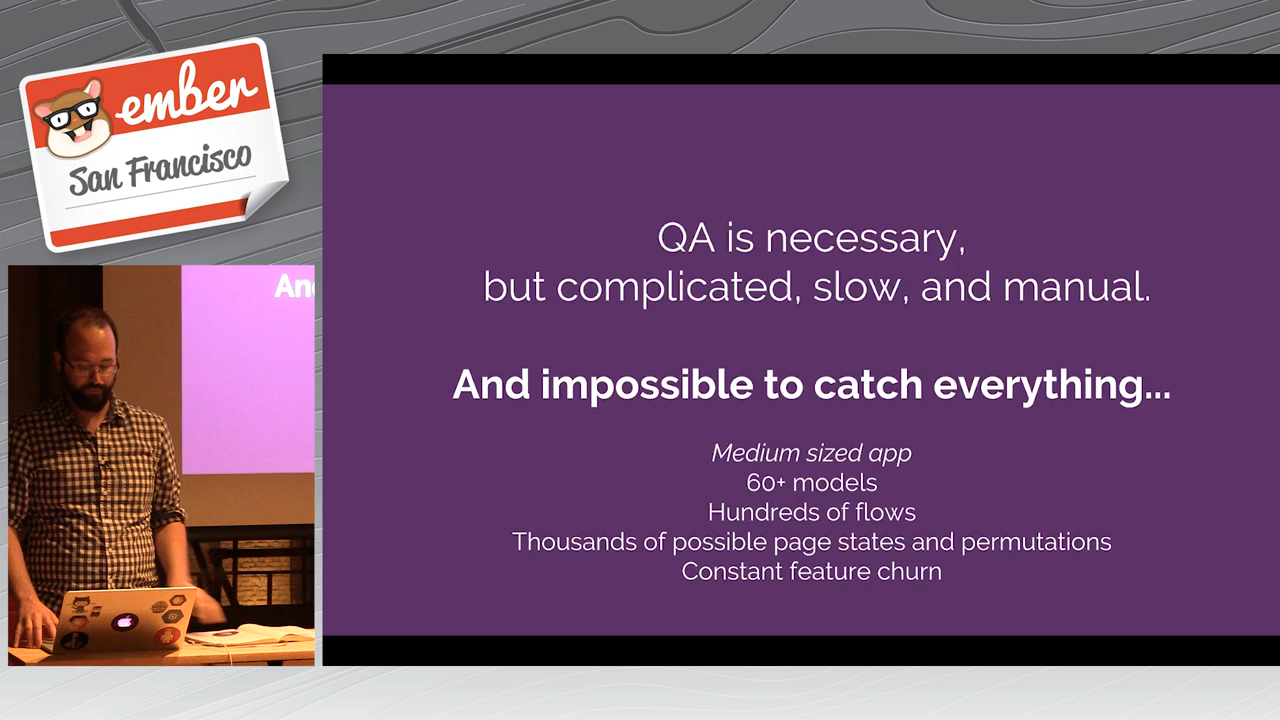 ember
San Francisco
And
QA is necessary,
but complicated, slow, and manual.
And impossible to catch everything...
Medium sized app
60+ models
Hundreds of flows
Thousands of possible page states and permutations
Constant feature churn